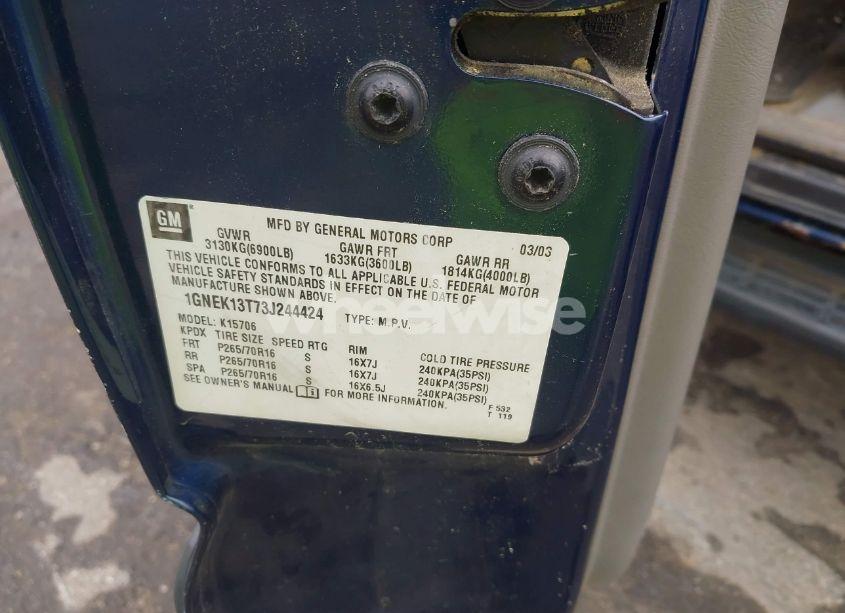 GM
MFD BY GENERAL MOTORS CORP 03/03
GVWR GAWR FRT GAWR RR
3130KG(6900LB) 1633KG(3600LB) 1814KG(4000LB)
THIS VEHICLE CONFORMS TO ALL APPLICABLE U.S. FEDERAL MOTOR
VEHICLE SAFETY STANDARDS IN EFFECT ON THE DATE OF
MANUFACTURE SHOWN ABOVE.
1GNEK13T73J244424
TYPE: M.P.V.
MODEL: K15706
KPDX TIRE SIZE SPEED RTG RIM COLD TIRE PRESSURE
FRT P265/70R16 S 16X7J 240KPA(35PSI)
RR P265/70R16 S 16X7J 240KPA(35PSI)
SPA P265/70R16 S 16X6.5J 240KPA(35PSI)
SEE OWNER'S MANUAL FOR MORE INFORMATION.
F 532
T 119
wheelwise